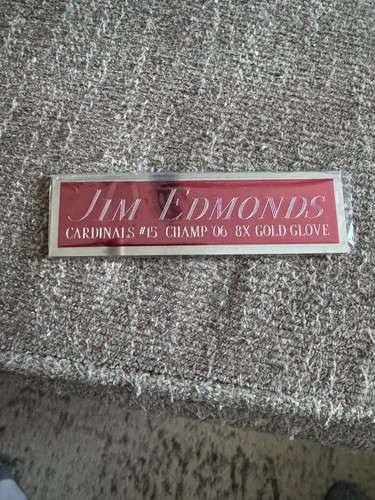 JIM EDMONDS
CARDINALS #15 CHAMP '06 8X GOLD GLOVE